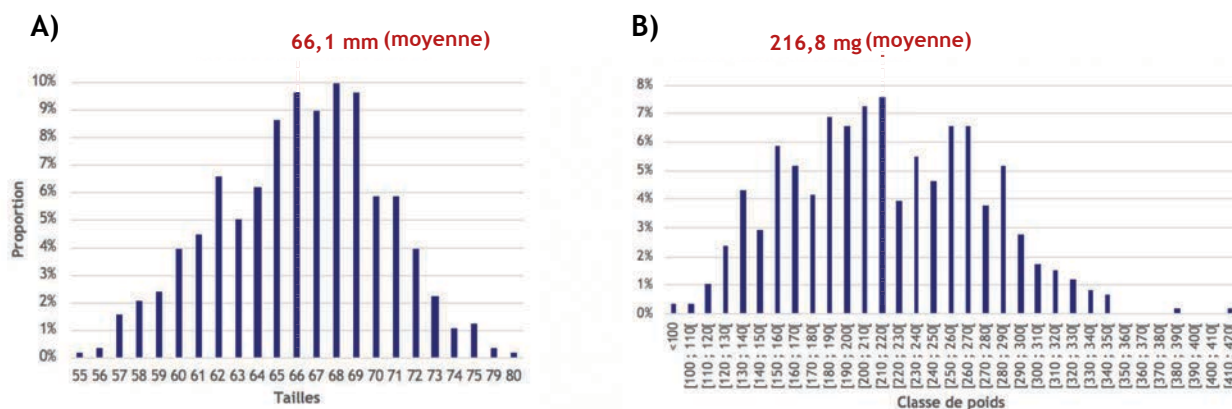 A)
66,1 mm (moyenne)
10%
9%
8%
7%
6%
5%
4%
3%
2%
1%
0%
Proportion
55 56 57 58 59 60 61 62 63 64 65 66 67 68 69 70 71 72 73 74 75 79 80
Tailles
B)
216,8 mg (moyenne)
8%
7%
6%
5%
4%
3%
2%
1%
0%
<100
[100 ; 110[
[110 ; 120[
[120 ; 130[
[130 ; 140[
[140 ; 150[
[150 ; 160[
[160 ; 170[
[170 ; 180[
[180 ; 190[
[190 ; 200[
[200 ; 210[
[210 ; 220[
[220 ; 230[
[230 ; 240[
[240 ; 250[
[250 ; 260[
[260 ; 270[
[270 ; 280[
[280 ; 290[
[290 ; 300[
[300 ; 310[
[310 ; 320[
[320 ; 330[
[330 ; 340[
[340 ; 350[
[350 ; 360[
[360 ; 370[
[370 ; 380[
[380 ; 390[
[390 ; 400[
[400 ; 410[
[410 ; 420[
Classe de poids